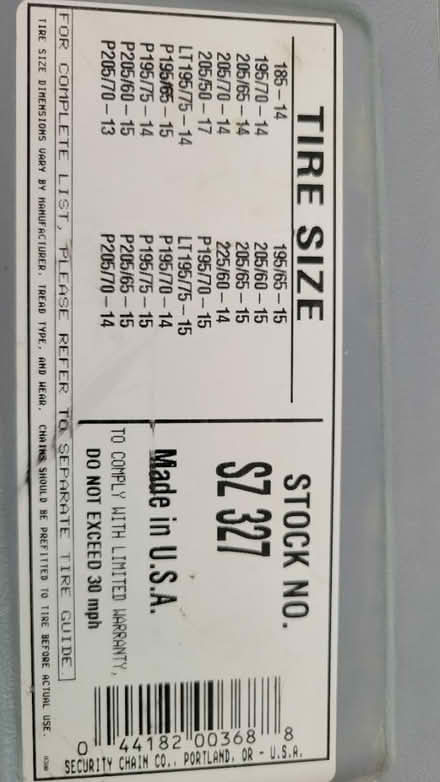 TIRE SIZE
185-14 195/65-15
195/70-14 205/60-15
205/65-14 205/65-15
205/70-14 225/60-14
205/50-17 P195/70-15
LT195/75-14 LT195/75-15
P195/65-15 P195/70-14
P195/75-14 P195/75-15
P205/60-15 P205/65-15
P205/70-13 P205/70-14
STOCK NO.
SZ 327
Made in U.S.A.
TO COMPLY WITH LIMITED WARRANTY,
DO NOT EXCEED 30 mph
0 44182 00368 8
SECURITY CHAIN CO., PORTLAND, OR - U.S.A.
FOR COMPLETE LIST, PLEASE REFER TO SEPARATE TIRE GUIDE
TIRE SIZE DIMENSIONS VARY BY MANUFACTURER, TREAD TYPE, AND WEAR. CHAINS SHOULD BE PREFITTED TO TIRE BEFORE ACTUAL USE.